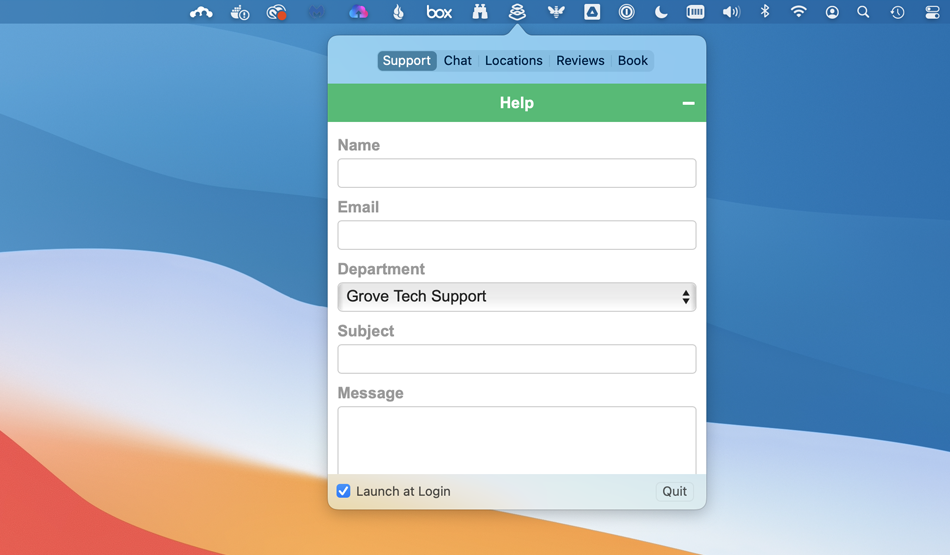 box
Support Chat Locations Reviews Book
Help
Name
Email
Department
Grove Tech Support
Subject
Message
Launch at Login Quit